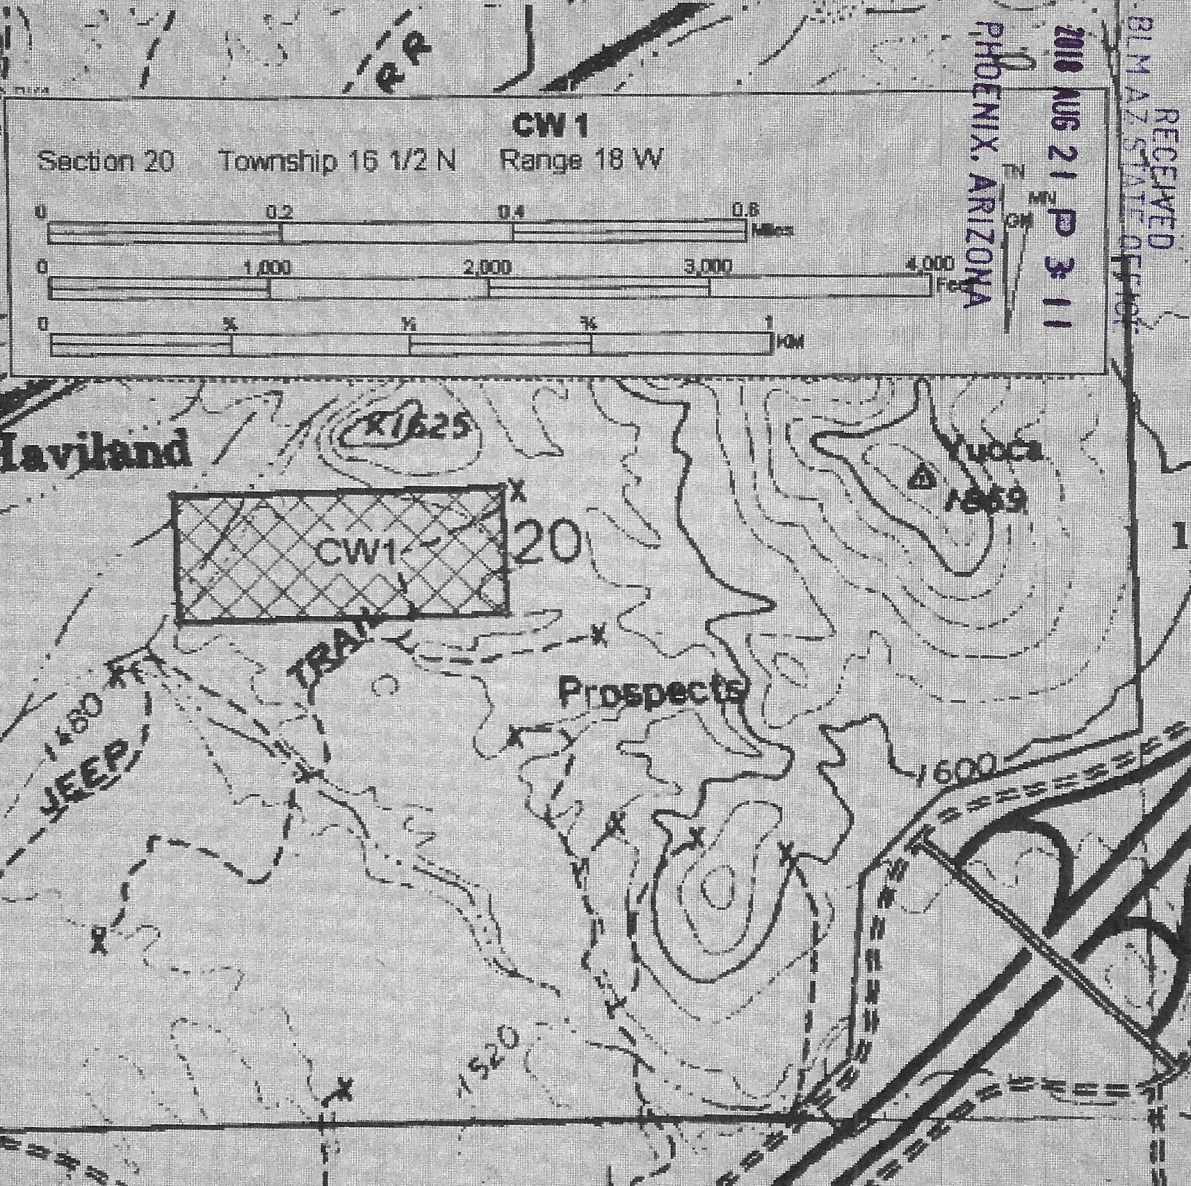 RR
CW 1
Section 20 Township 16 1/2 N Range 18 W
0 0.2 0.4 0.6
Miles
0 1,000 2,000 3,000 4,000
0 ¼ ½ ¾ 1
KM
TN
MN
GN
RECEIVED
BLM AZ STATE OFFICE
2018 AUG 21 P 3:11
PHOENIX, ARIZONA
Haviland
X1625
Yucca
1869
CW1
20
1
TRAIL
Prospects
1480
JEEP
1600
1520